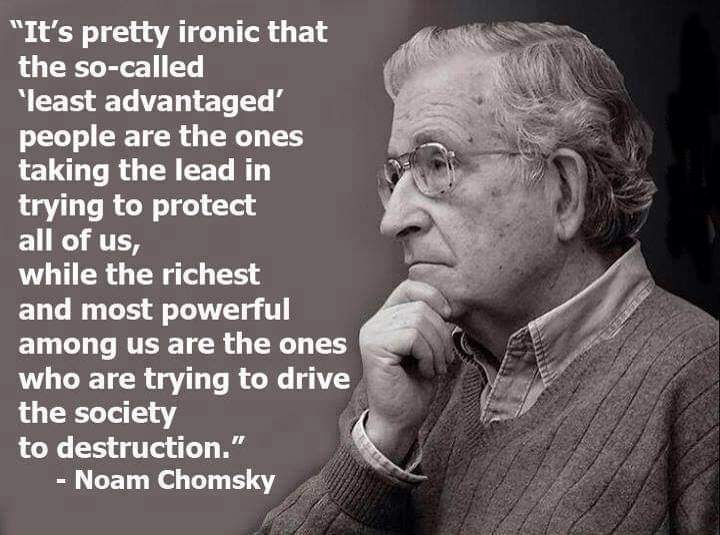 “It’s pretty ironic that
the so-called
‘least advantaged’
people are the ones
taking the lead in
trying to protect
all of us,
while the richest
and most powerful
among us are the ones
who are trying to drive
the society
to destruction.”
- Noam Chomsky